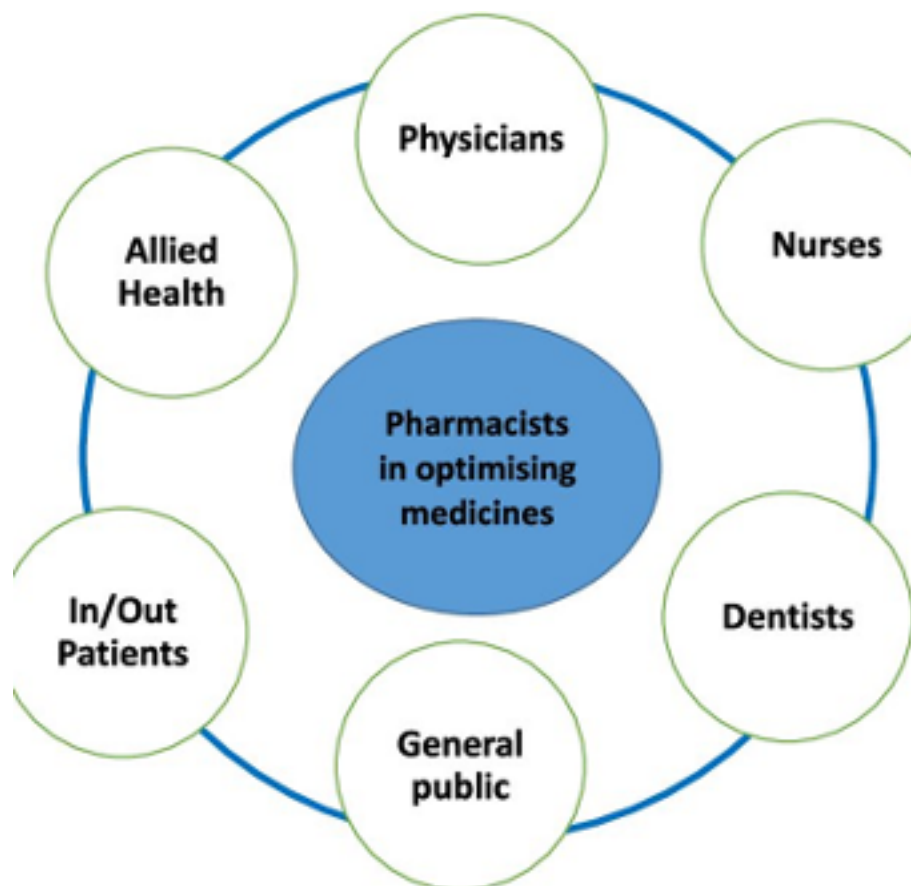 Physicians
Nurses
Allied
Health
Pharmacists
in optimising
medicines
In/Out
Patients
Dentists
General
public